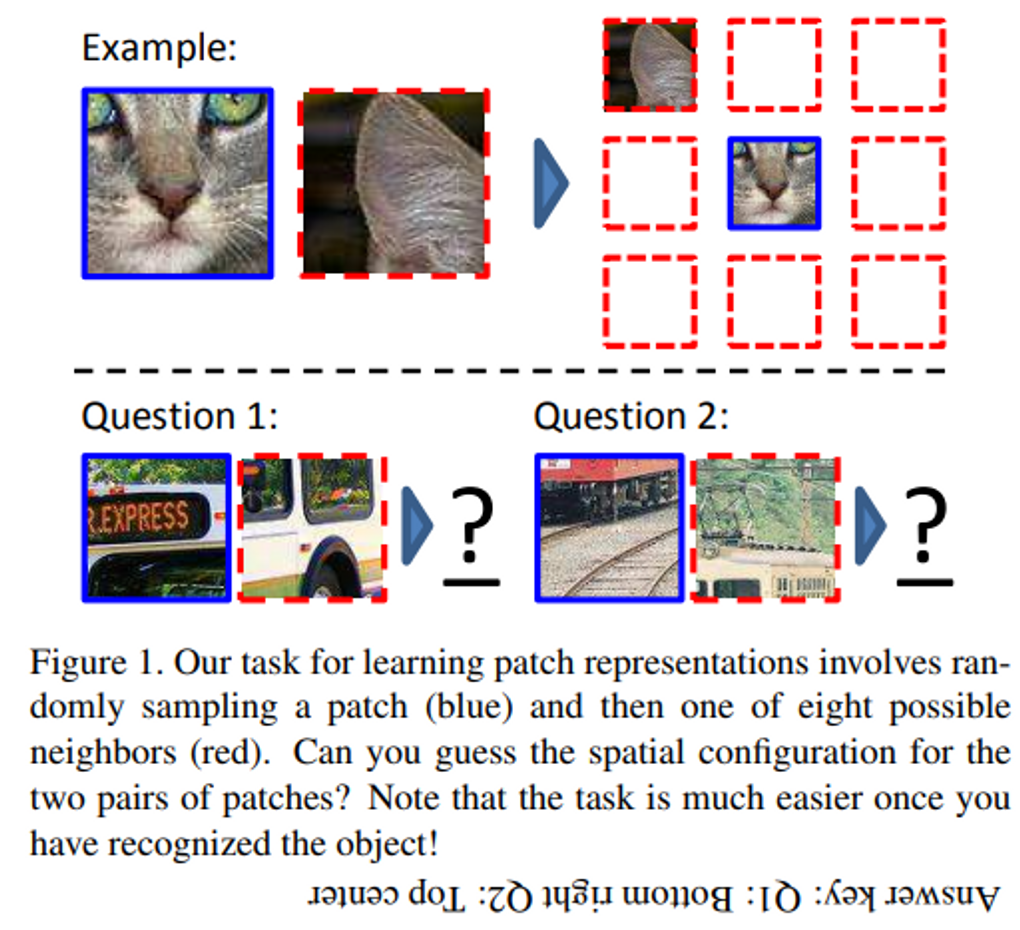 Example:
Question 1:
Question 2:
R.EXPRESS
?
?
Figure 1. Our task for learning patch representations involves ran-
domly sampling a patch (blue) and then one of eight possible
neighbors (red). Can you guess the spatial configuration for the
two pairs of patches? Note that the task is much easier once you
have recognized the object!
Answer key: Q1: Bottom right Q2: Top center